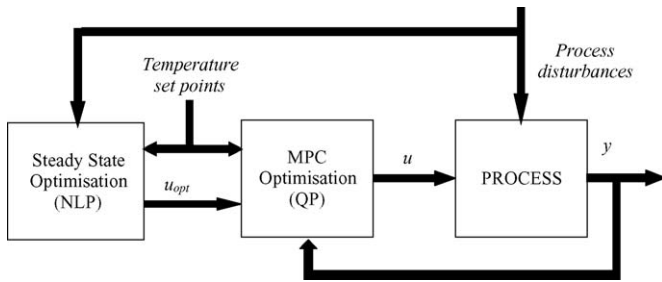 Process
disturbances
Temperature
set points
Steady State
Optimisation
(NLP)
u_opt
MPC
Optimisation
(QP)
u
PROCESS
y